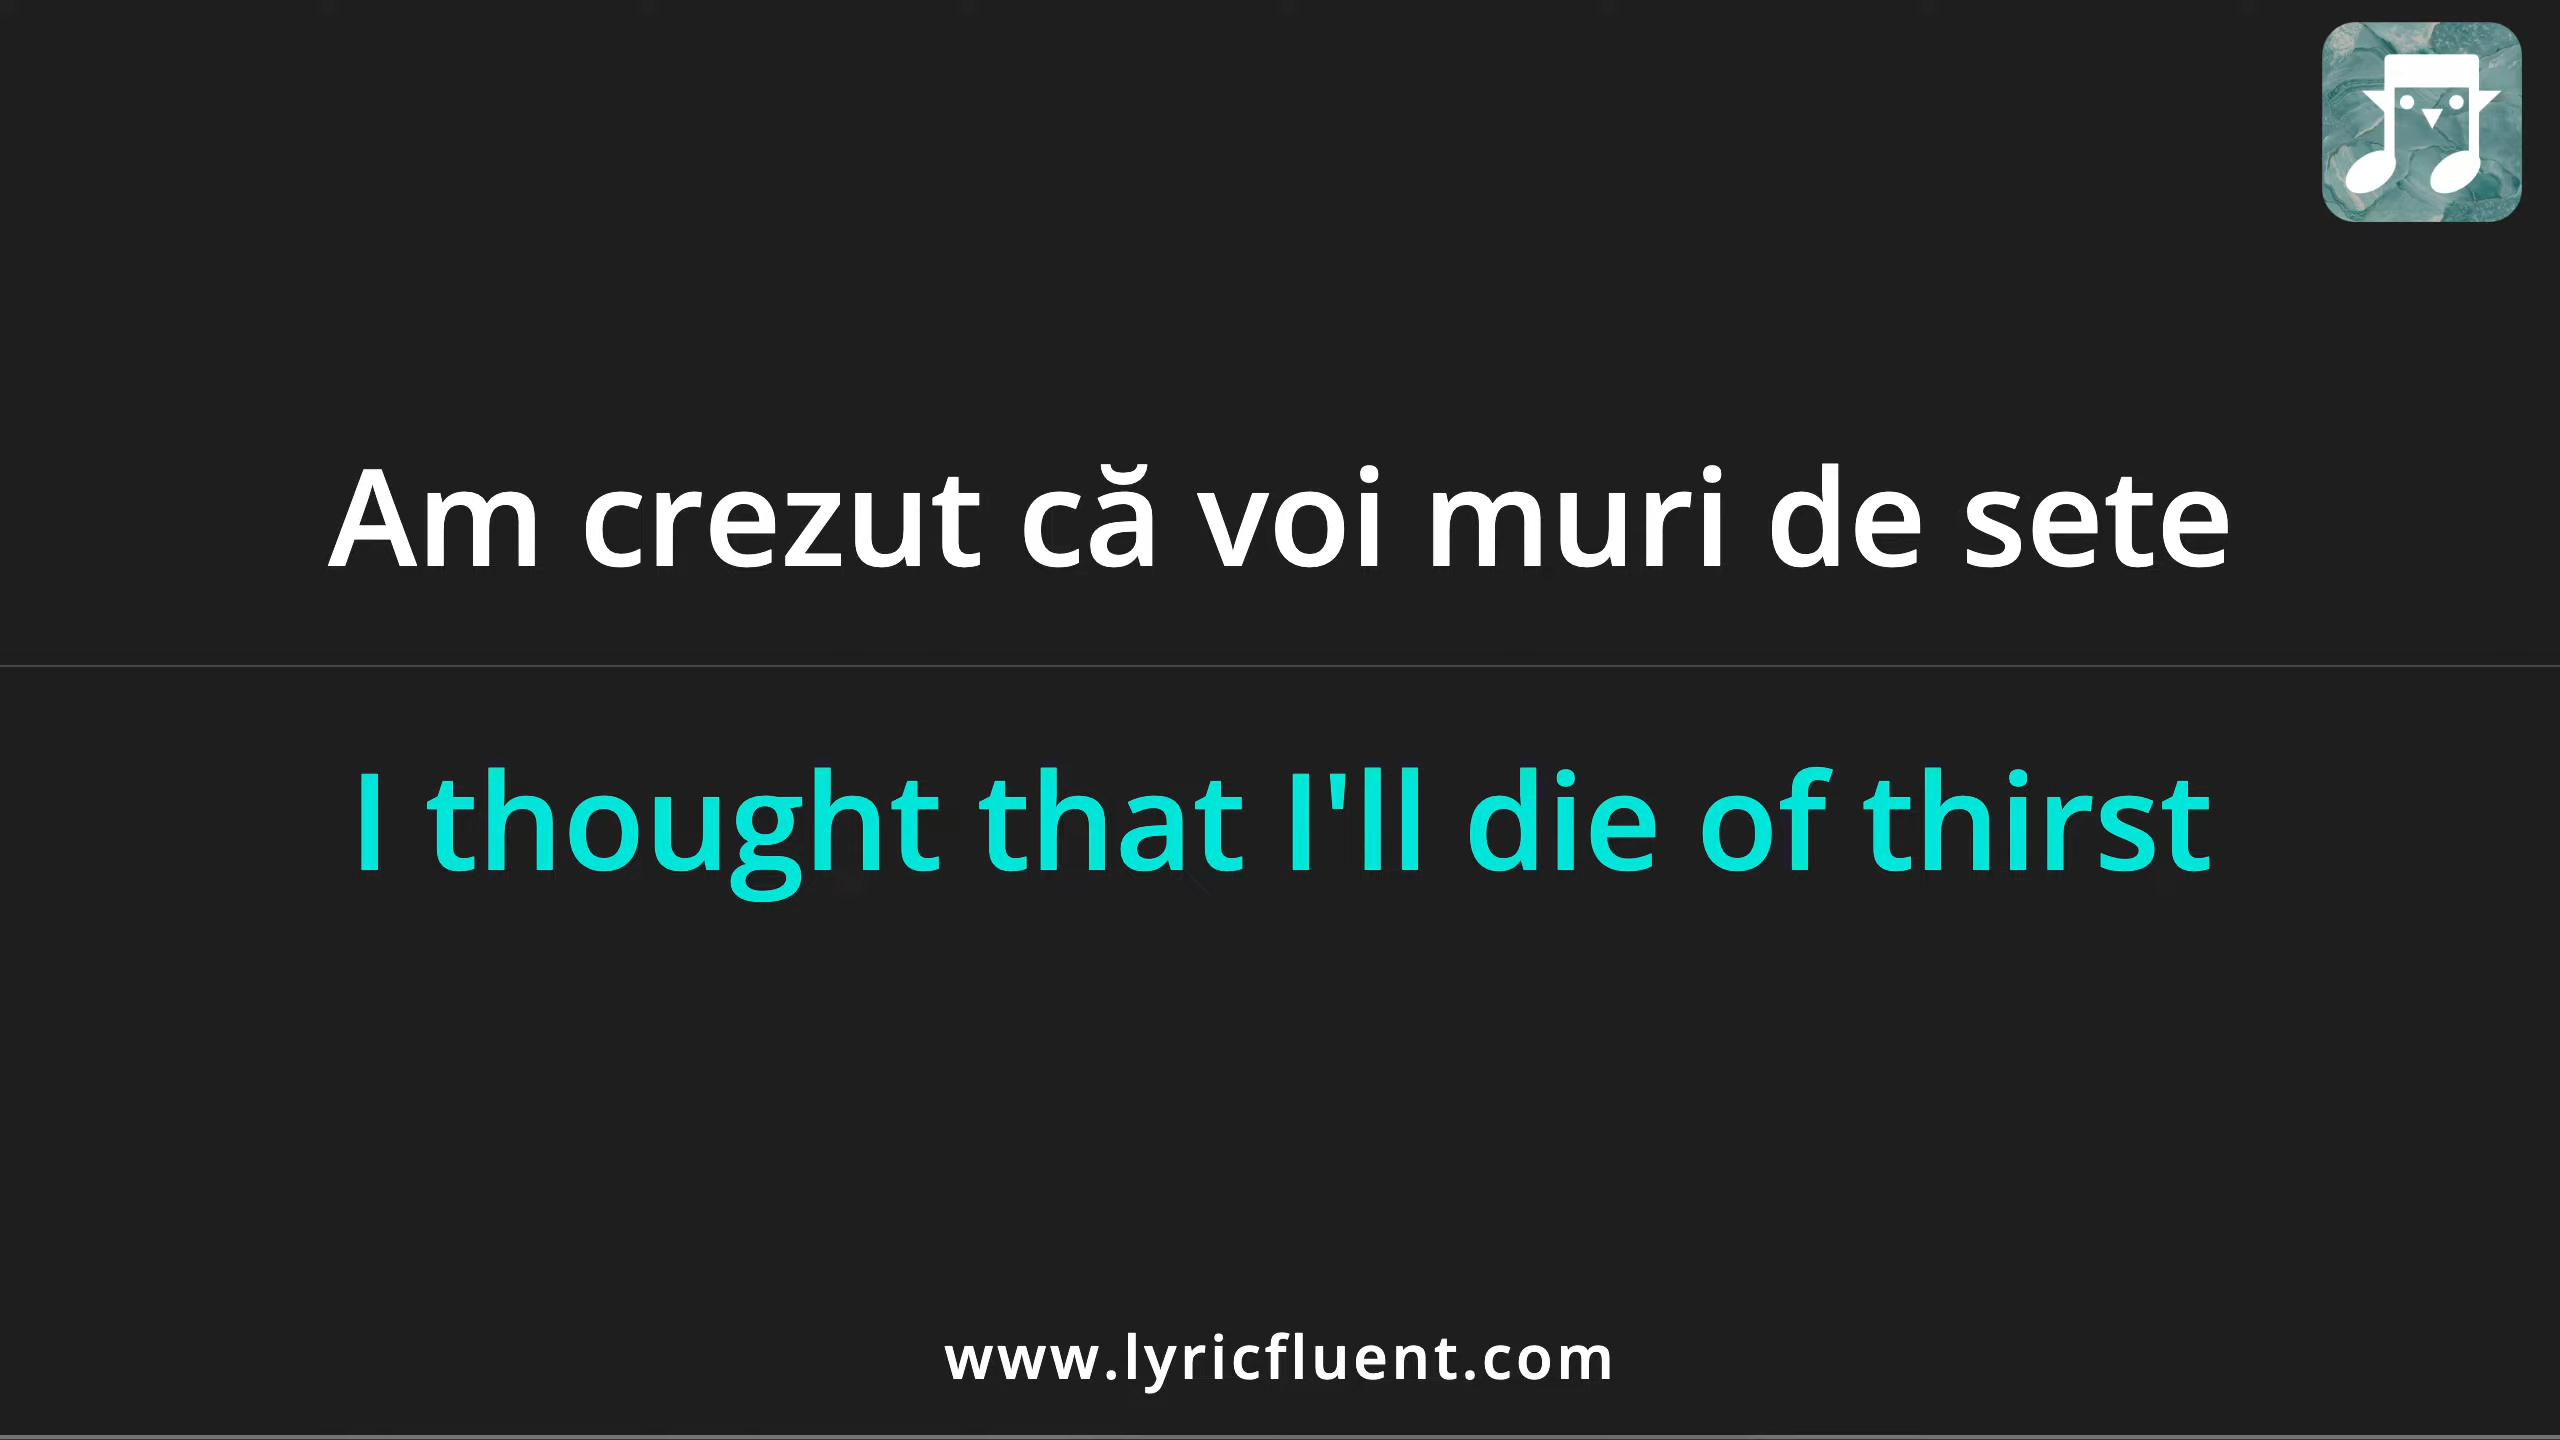 Am crezut că voi muri de sete
I thought that I'll die of thirst
www.lyricfluent.com